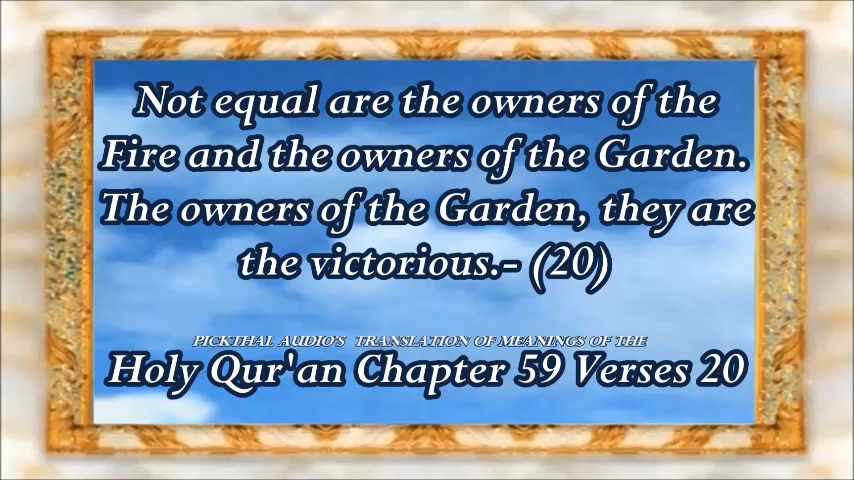 Not equal are the owners of the
Fire and the owners of the Garden.
The owners of the Garden, they are
the victorious.- (20)
PICKTHAL AUDIO'S TRANSLATION OF MEANINGS OF THE
Holy Qur'an Chapter 59 Verses 20